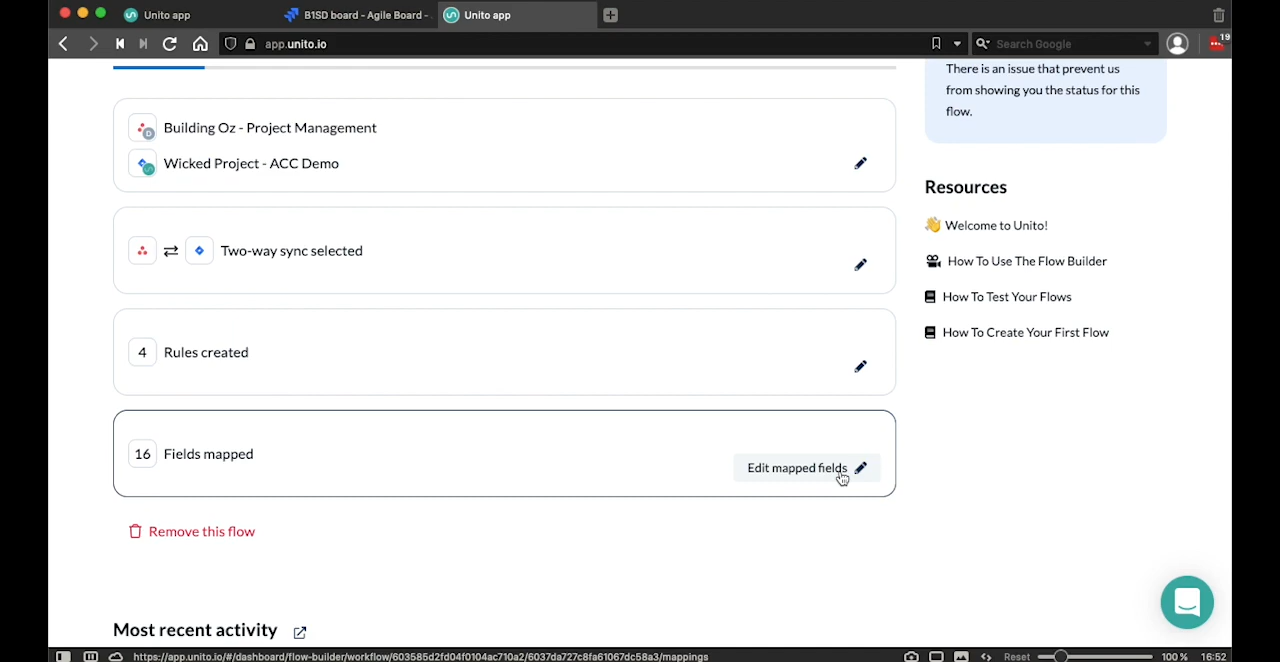 Unito app
B1SD board - Agile Board -
Unito app
app.unito.io
Search Google
19
There is an issue that prevent us
from showing you the status for this
flow.
Building Oz - Project Management
D
Wicked Project - ACC Demo
Resources
Welcome to Unito!
Two-way sync selected
How To Use The Flow Builder
How To Test Your Flows
How To Create Your First Flow
4 Rules created
16 Fields mapped
Edit mapped fields
Remove this flow
Most recent activity
https://app.unito.io/#/dashboard/flow-builder/workflow/603585d2fd04f0104ac710a2/6037da727c8fa61067dc58a3/mappings
Reset
100 %
16:52